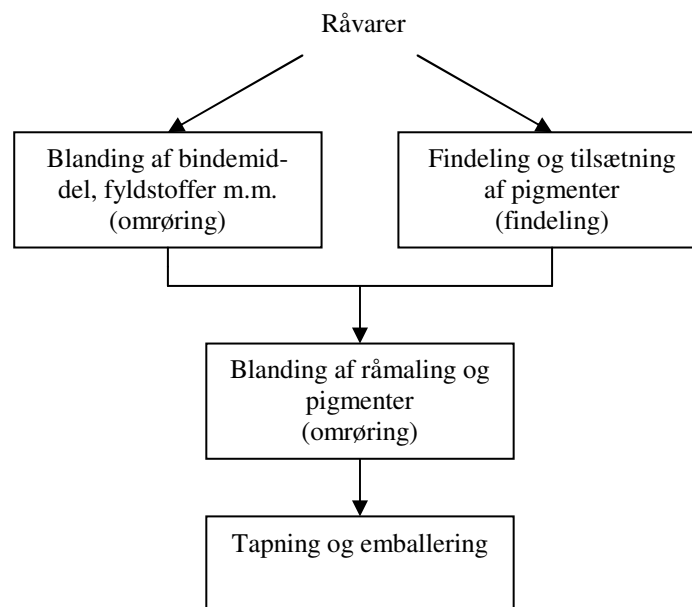 Råvarer
Blanding af bindemid-
del, fyldstoffer m.m.
(omrøring)
Findeling og tilsætning
af pigmenter
(findeling)
Blanding af råmaling og
pigmenter
(omrøring)
Tapning og emballering